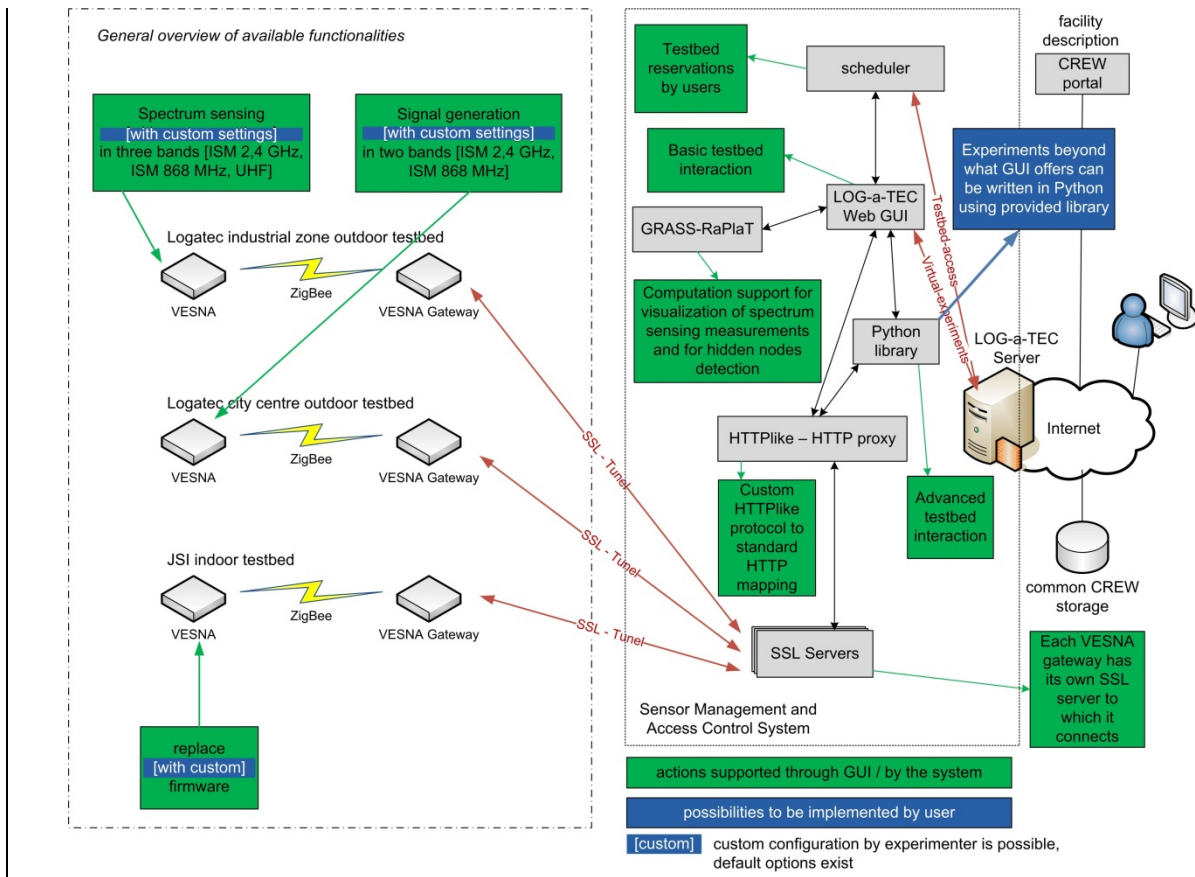 General overview of available functionalities
Spectrum sensing
[with custom settings]
in three bands [ISM 2,4 GHz,
ISM 868 MHz, UHF]
Signal generation
[with custom settings]
in two bands [ISM 2,4 GHz,
ISM 868 MHz]
Logatec industrial zone outdoor testbed
VESNA
ZigBee
VESNA Gateway
Logatec city centre outdoor testbed
VESNA
ZigBee
VESNA Gateway
JSI indoor testbed
VESNA
ZigBee
VESNA Gateway
replace
[with custom]
firmware
SSL - Tunel
SSL - Tunel
SSL - Tunel
Testbed
reservations
by users
scheduler
Basic testbed
interaction
LOG-a-TEC
Web GUI
GRASS-RaPlaT
Computation support for
visualization of spectrum
sensing measurements
and for hidden nodes
detection
Python
library
HTTPlike – HTTP proxy
Custom
HTTPlike
protocol to
standard
HTTP
mapping
Advanced
testbed
interaction
SSL Servers
Sensor Management and
Access Control System
Testbed-access
Virtual-experiments
facility
description
CREW
portal
Experiments beyond
what GUI offers can
be written in Python
using provided library
LOG-a-TEC
Server
Internet
common CREW
storage
Each VESNA
gateway has
its own SSL
server to
which it
connects
actions supported through GUI / by the system
possibilities to be implemented by user
[custom] custom configuration by experimenter is possible,
default options exist